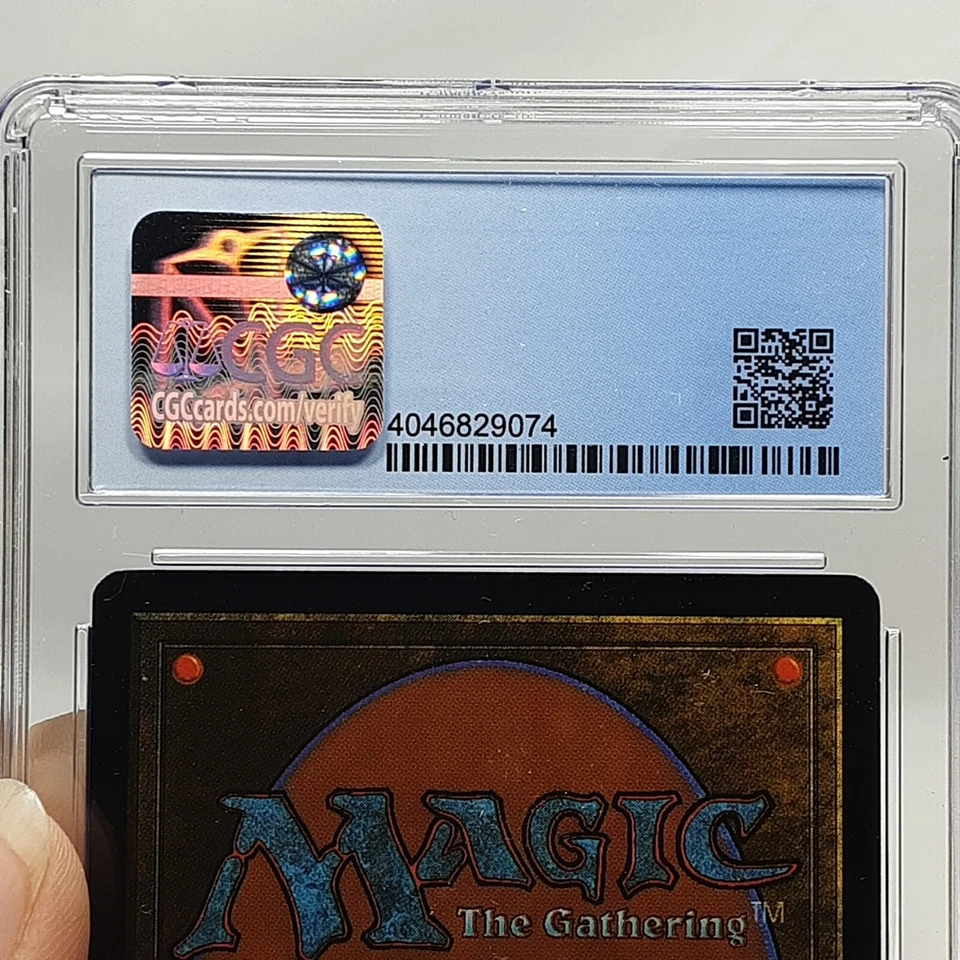 CGC
CGCcards.com/verify
4046829074
MAGIC
The Gathering™